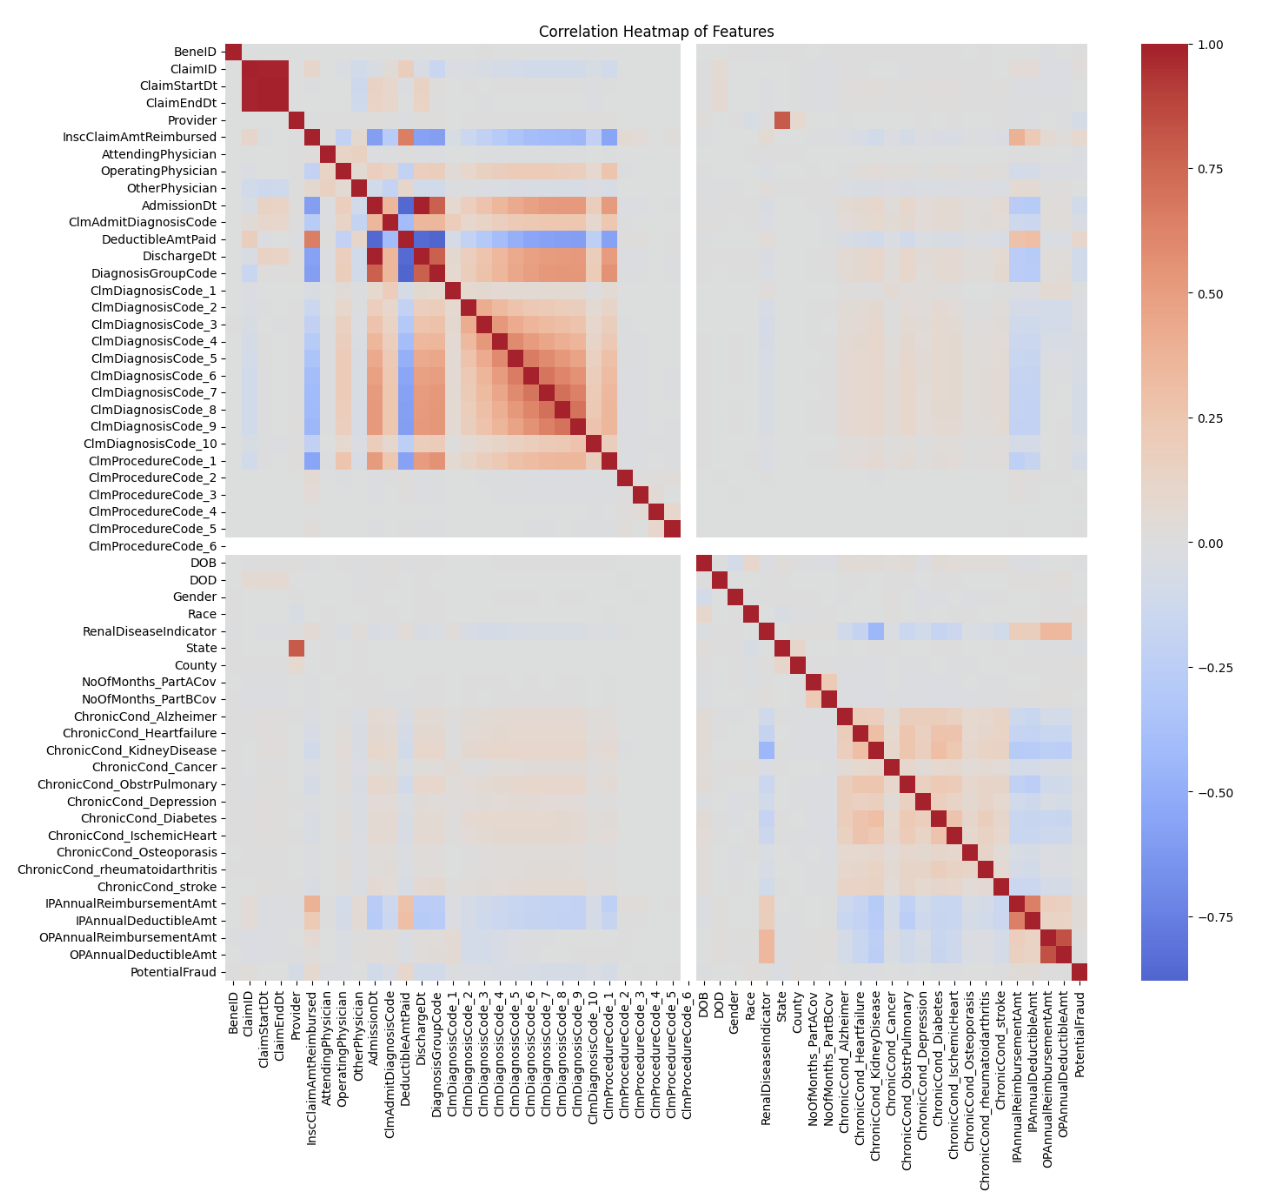 Correlation Heatmap of Features
BeneID
ClaimID
ClaimStartDt
ClaimEndDt
Provider
InscClaimAmtReimbursed
AttendingPhysician
OperatingPhysician
OtherPhysician
AdmissionDt
ClmAdmitDiagnosisCode
DeductibleAmtPaid
DischargeDt
DiagnosisGroupCode
ClmDiagnosisCode_1
ClmDiagnosisCode_2
ClmDiagnosisCode_3
ClmDiagnosisCode_4
ClmDiagnosisCode_5
ClmDiagnosisCode_6
ClmDiagnosisCode_7
ClmDiagnosisCode_8
ClmDiagnosisCode_9
ClmDiagnosisCode_10
ClmProcedureCode_1
ClmProcedureCode_2
ClmProcedureCode_3
ClmProcedureCode_4
ClmProcedureCode_5
ClmProcedureCode_6
DOB
DOD
Gender
Race
RenalDiseaseIndicator
State
County
NoOfMonths_PartACov
NoOfMonths_PartBCov
ChronicCond_Alzheimer
ChronicCond_Heartfailure
ChronicCond_KidneyDisease
ChronicCond_Cancer
ChronicCond_ObstrPulmonary
ChronicCond_Depression
ChronicCond_Diabetes
ChronicCond_IschemicHeart
ChronicCond_Osteoporasis
ChronicCond_rheumatoidarthritis
ChronicCond_stroke
IPAnnualReimbursementAmt
IPAnnualDeductibleAmt
OPAnnualReimbursementAmt
OPAnnualDeductibleAmt
PotentialFraud
BeneID
ClaimID
ClaimStartDt
ClaimEndDt
Provider
InscClaimAmtReimbursed
AttendingPhysician
OperatingPhysician
OtherPhysician
AdmissionDt
ClmAdmitDiagnosisCode
DeductibleAmtPaid
DischargeDt
DiagnosisGroupCode
ClmDiagnosisCode_1
ClmDiagnosisCode_2
ClmDiagnosisCode_3
ClmDiagnosisCode_4
ClmDiagnosisCode_5
ClmDiagnosisCode_6
ClmDiagnosisCode_7
ClmDiagnosisCode_8
ClmDiagnosisCode_9
ClmDiagnosisCode_10
ClmProcedureCode_1
ClmProcedureCode_2
ClmProcedureCode_3
ClmProcedureCode_4
ClmProcedureCode_5
ClmProcedureCode_6
DOB
DOD
Gender
Race
RenalDiseaseIndicator
State
County
NoOfMonths_PartACov
NoOfMonths_PartBCov
ChronicCond_Alzheimer
ChronicCond_Heartfailure
ChronicCond_KidneyDisease
ChronicCond_Cancer
ChronicCond_ObstrPulmonary
ChronicCond_Depression
ChronicCond_Diabetes
ChronicCond_IschemicHeart
ChronicCond_Osteoporasis
ChronicCond_rheumatoidarthritis
ChronicCond_stroke
IPAnnualReimbursementAmt
IPAnnualDeductibleAmt
OPAnnualReimbursementAmt
OPAnnualDeductibleAmt
PotentialFraud
1.00
0.75
0.50
0.25
0.00
−0.25
−0.50
−0.75